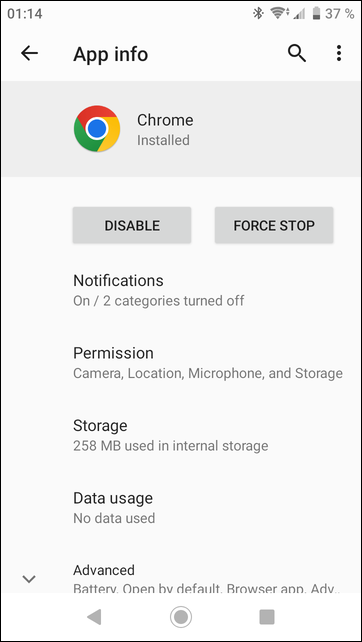 01:14
37 %
App info
Chrome
Installed
DISABLE
FORCE STOP
Notifications
On / 2 categories turned off
Permission
Camera, Location, Microphone, and Storage
Storage
258 MB used in internal storage
Data usage
No data used
Advanced
Battery, Open by default, Browser app, Adv..